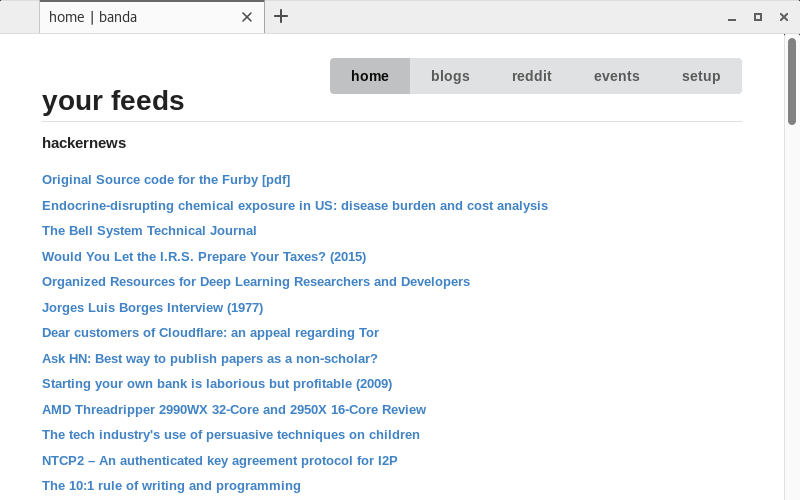 home | banda
home blogs reddit events setup
your feeds
hackernews
Original Source code for the Furby [pdf]
Endocrine-disrupting chemical exposure in US: disease burden and cost analysis
The Bell System Technical Journal
Would You Let the I.R.S. Prepare Your Taxes? (2015)
Organized Resources for Deep Learning Researchers and Developers
Jorges Luis Borges Interview (1977)
Dear customers of Cloudflare: an appeal regarding Tor
Ask HN: Best way to publish papers as a non-scholar?
Starting your own bank is laborious but profitable (2009)
AMD Threadripper 2990WX 32-Core and 2950X 16-Core Review
The tech industry's use of persuasive techniques on children
NTCP2 – An authenticated key agreement protocol for I2P
The 10:1 rule of writing and programming